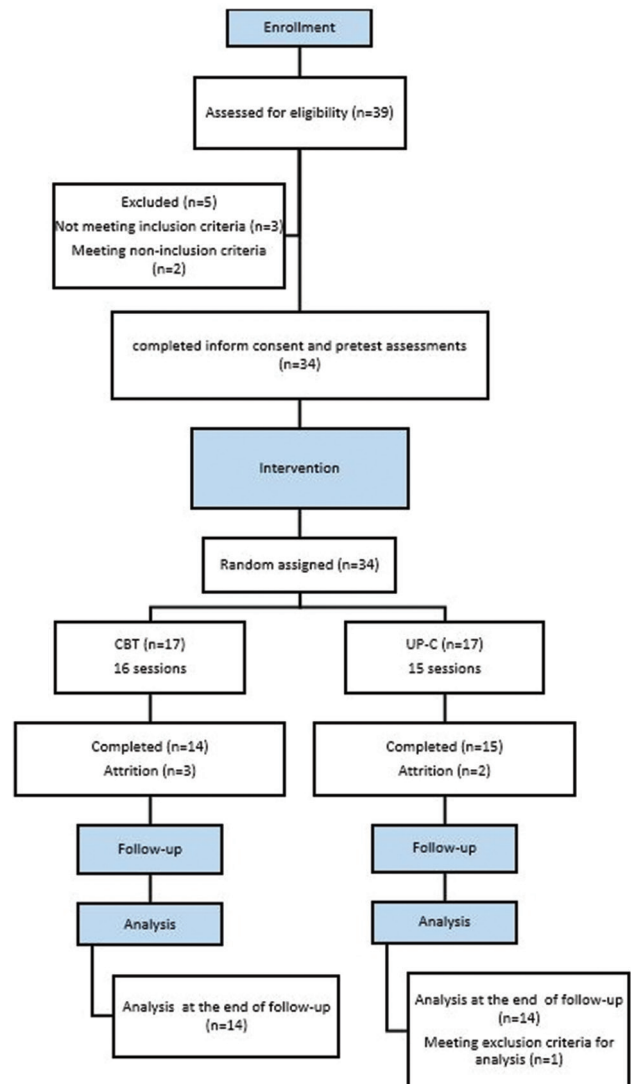 Enrollment
Assessed for eligibility (n=39)
Excluded (n=5)
Not meeting inclusion criteria (n=3)
Meeting non-inclusion criteria
(n=2)
completed inform consent and pretest assessments
(n=34)
Intervention
Random assigned (n=34)
CBT (n=17)
16 sessions
UP-C (n=17)
15 sessions
Completed (n=14)
Attrition (n=3)
Completed (n=15)
Attrition (n=2)
Follow-up
Follow-up
Analysis
Analysis
Analysis at the end of follow-up
(n=14)
Analysis at the end of follow-up
(n=14)
Meeting exclusion criteria for
analysis (n=1)